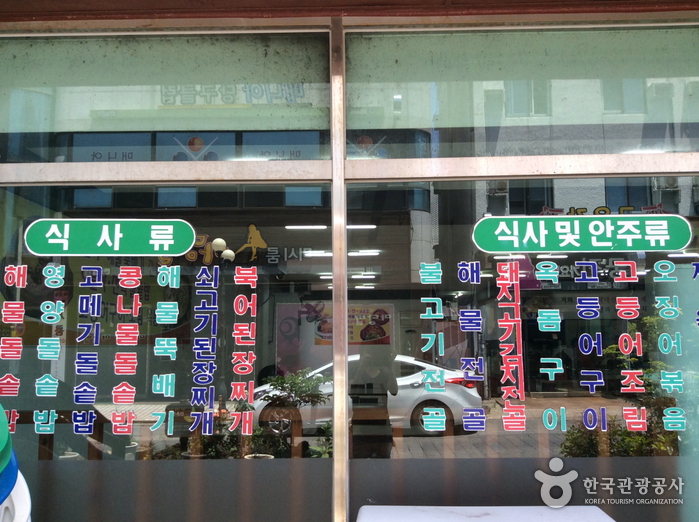 식사류
해물돌솥밥
영양돌솥밥
고메기돌솥밥
콩나물돌솥밥
해물뚝배기
쇠고기된장찌개
북어된장찌개
식사 및 안주류
불고기전골
해물전골
돼지고기김치전골
옥돔구이
고등어구이
고등어조림
오징어볶음
한국관광공사
KOREA TOURISM ORGANIZATION